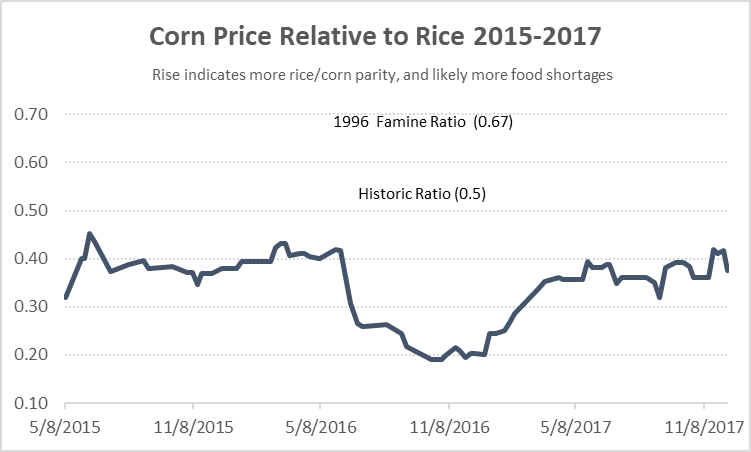 Corn Price Relative to Rice 2015-2017
Rise indicates more rice/corn parity, and likely more food shortages
0.70
1996  Famine Ratio  (0.67)
0.60
Historic Ratio (0.5)
0.50
0.40
0.30
0.20
0.10
5/8/2015 11/8/2015 5/8/2016 11/8/2016 5/8/2017 11/8/2017